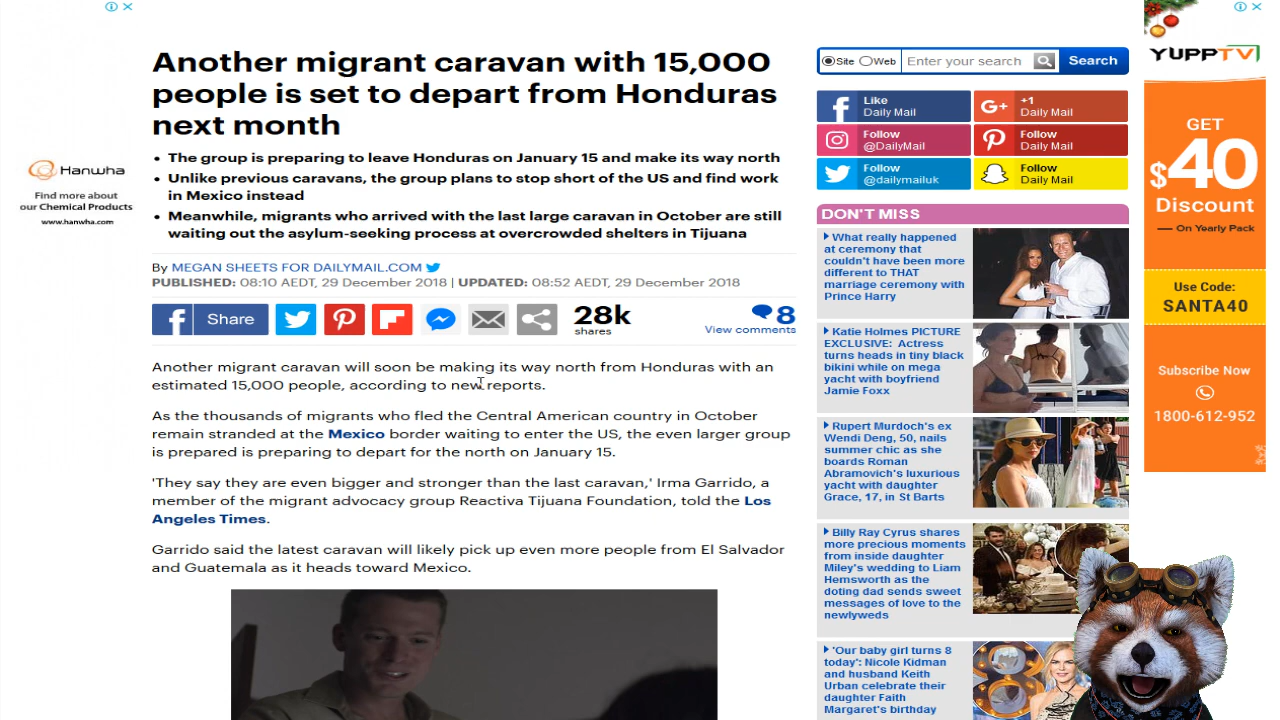 Another migrant caravan with 15,000
people is set to depart from Honduras
next month
• The group is preparing to leave Honduras on January 15 and make its way north
• Unlike previous caravans, the group plans to stop short of the US and find work
in Mexico instead
• Meanwhile, migrants who arrived with the last large caravan in October are still
waiting out the asylum-seeking process at overcrowded shelters in Tijuana
By MEGAN SHEETS FOR DAILYMAIL.COM
PUBLISHED: 08:10 AEDT, 29 December 2018 | UPDATED: 08:52 AEDT, 29 December 2018
Share
28k
shares
8
View comments
Another migrant caravan will soon be making its way north from Honduras with an
estimated 15,000 people, according to new reports.
As the thousands of migrants who fled the Central American country in October
remain stranded at the Mexico border waiting to enter the US, the even larger group
is prepared is preparing to depart for the north on January 15.
'They say they are even bigger and stronger than the last caravan,' Irma Garrido, a
member of the migrant advocacy group Reactiva Tijuana Foundation, told the Los
Angeles Times.
Garrido said the latest caravan will likely pick up even more people from El Salvador
and Guatemala as it heads toward Mexico.
Hanwha
Find more about
our Chemical Products
www.hanwha.com
Site Web Enter your search Search
Like
Daily Mail
G+ +1
Daily Mail
Follow
@DailyMail
Follow
Daily Mail
Follow
@dailymailuk
Follow
Daily Mail
DON'T MISS
What really happened
at ceremony that
couldn't have been more
different to THAT
marriage ceremony with
Prince Harry
Katie Holmes PICTURE
EXCLUSIVE: Actress
turns heads in tiny black
bikini while on mega
yacht with boyfriend
Jamie Foxx
Rupert Murdoch's ex
Wendi Deng, 50, nails
summer chic as she
boards Roman
Abramovich's luxurious
yacht with daughter
Grace, 17, in St Barts
Billy Ray Cyrus shares
more precious moments
from inside daughter
Miley's wedding to Liam
Hemsworth as the
doting dad sends sweet
messages of love to the
newlyweds
'Our baby girl turns 8
today': Nicole Kidman
and husband Keith
Urban celebrate their
daughter Faith
Margaret's birthday
YUPPTV
GET
$40
Discount
On Yearly Pack
Use Code:
SANTA40
Subscribe Now
1800-612-952